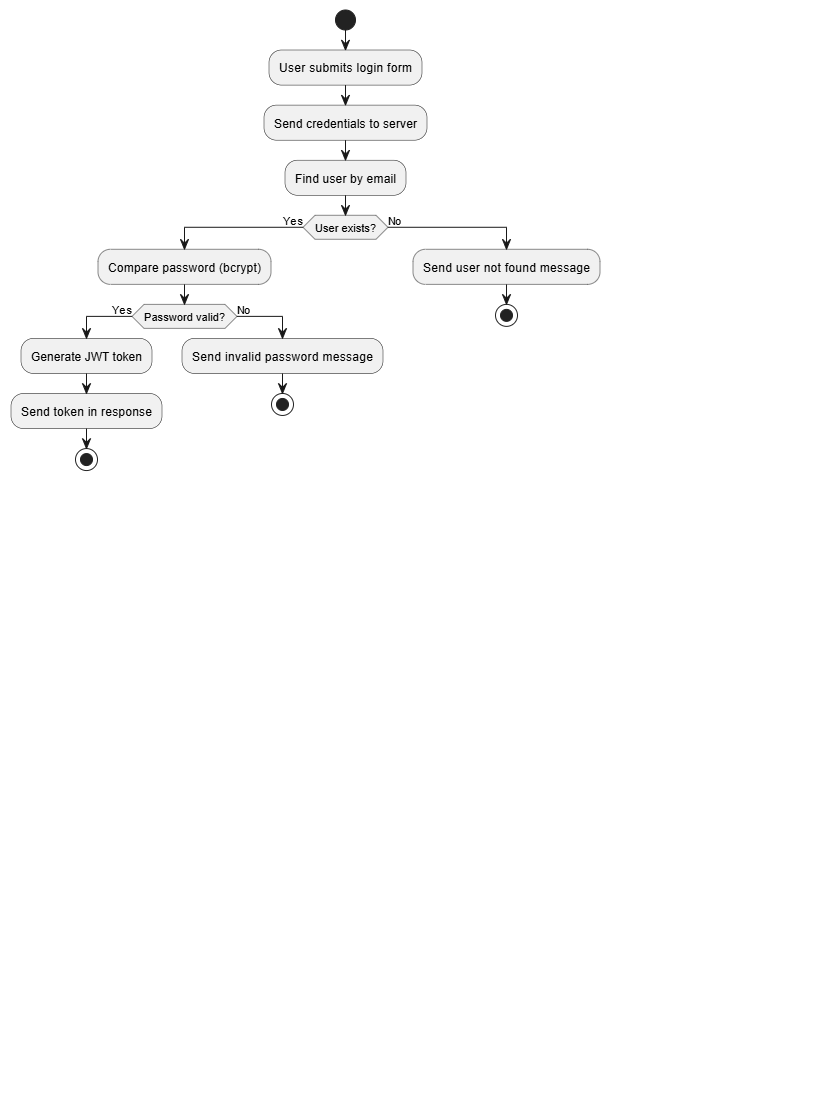 User submits login form
Send credentials to server
Find user by email
Yes
User exists?
No
Compare password (bcrypt)
Send user not found message
Yes
Password valid?
No
Generate JWT token
Send invalid password message
Send token in response